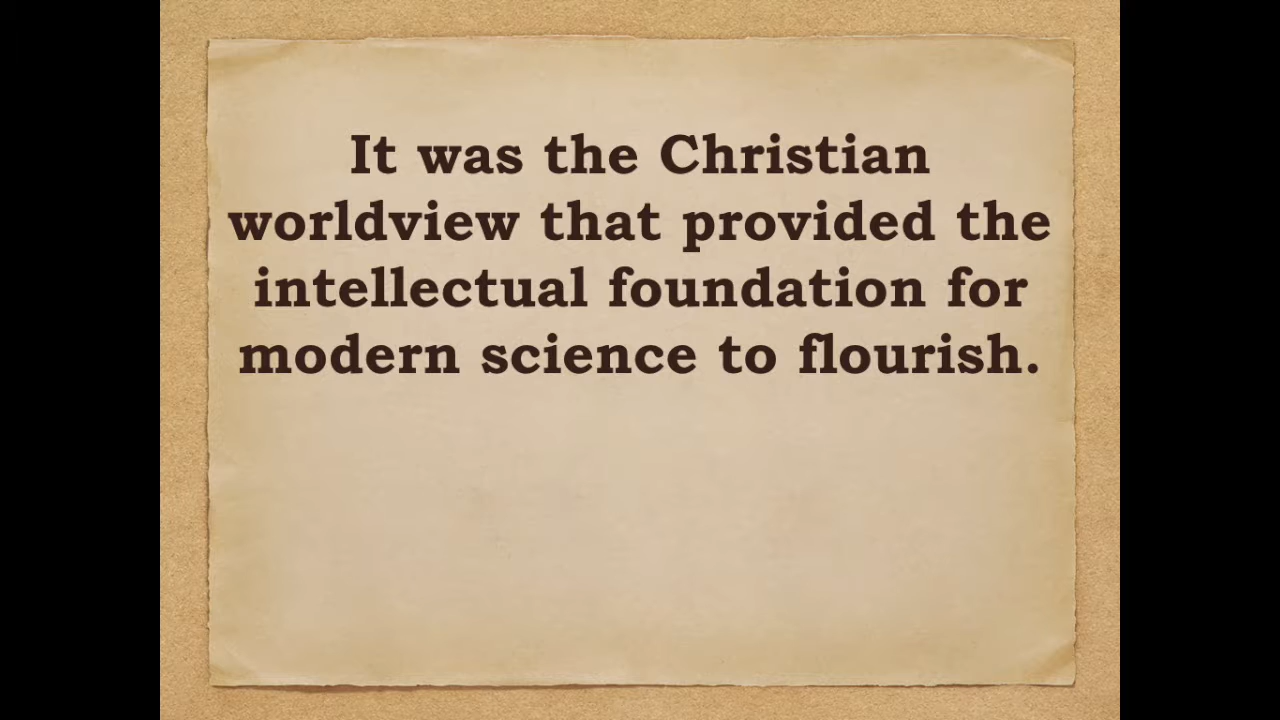 It was the Christian
worldview that provided the
intellectual foundation for
modern science to flourish.